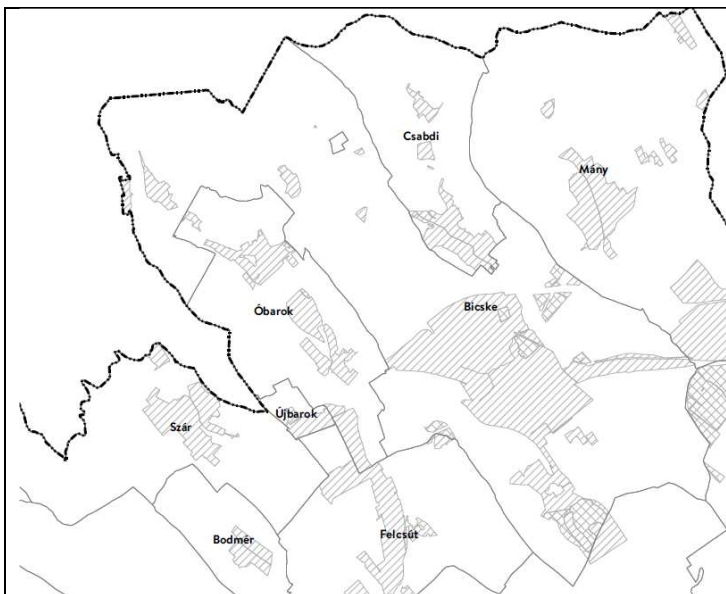 Csabdi
Mány
Óbarok
Bicske
Újbarok
Szár
Bodmér
Felcsút